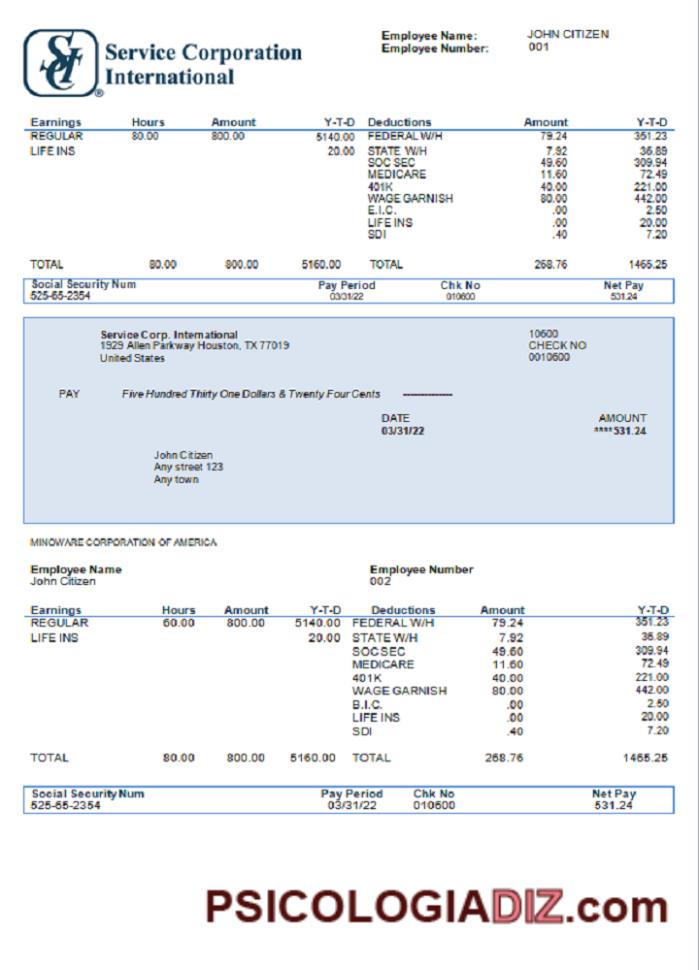 Employee Name: JOHN CITIZEN
Employee Number: 001
SCI Service Corporation
International ®
Earnings Hours Amount Y-T-D Deductions Amount Y-T-D
REGULAR 80.00 800.00 5140.00 FEDERAL W/H 79.24 351.23
LIFE INS 20.00 STATE W/H 7.92 36.89
SOC SEC 49.60 309.94
MEDICARE 11.60 72.49
401K 40.00 221.00
WAGE GARNISH 80.00 442.00
E.I.C. .00 2.50
LIFE INS .00 20.00
SDI .40 7.20
TOTAL 80.00 800.00 5160.00 TOTAL 268.76 1465.25
Social Security Num Pay Period Chk No Net Pay
525-65-2354 03/31/22 010600 531.24
Service Corp. International 10600
1929 Allen Parkway Houston, TX 77019 CHECK NO
United States 0010600
PAY Five Hundred Thirty One Dollars & Twenty Four Cents --------------
DATE AMOUNT
03/31/22 ****531.24
John Citizen
Any street 123
Any town
MINOWARE CORPORATION OF AMERICA
Employee Name Employee Number
John Citizen 002
Earnings Hours Amount Y-T-D Deductions Amount Y-T-D
REGULAR 60.00 800.00 5140.00 FEDERAL W/H 79.24 351.23
LIFE INS 20.00 STATE W/H 7.92 36.89
SOCSEC 49.60 309.94
MEDICARE 11.60 72.49
401K 40.00 221.00
WAGE GARNISH 80.00 442.00
B.I.C. .00 2.50
LIFE INS .00 20.00
SDI .40 7.20
TOTAL 80.00 800.00 5160.00 TOTAL 268.76 1465.25
Social Security Num Pay Period Chk No Net Pay
525-65-2354 03/31/22 010600 531.24
PSICOLOGIADIZ.com